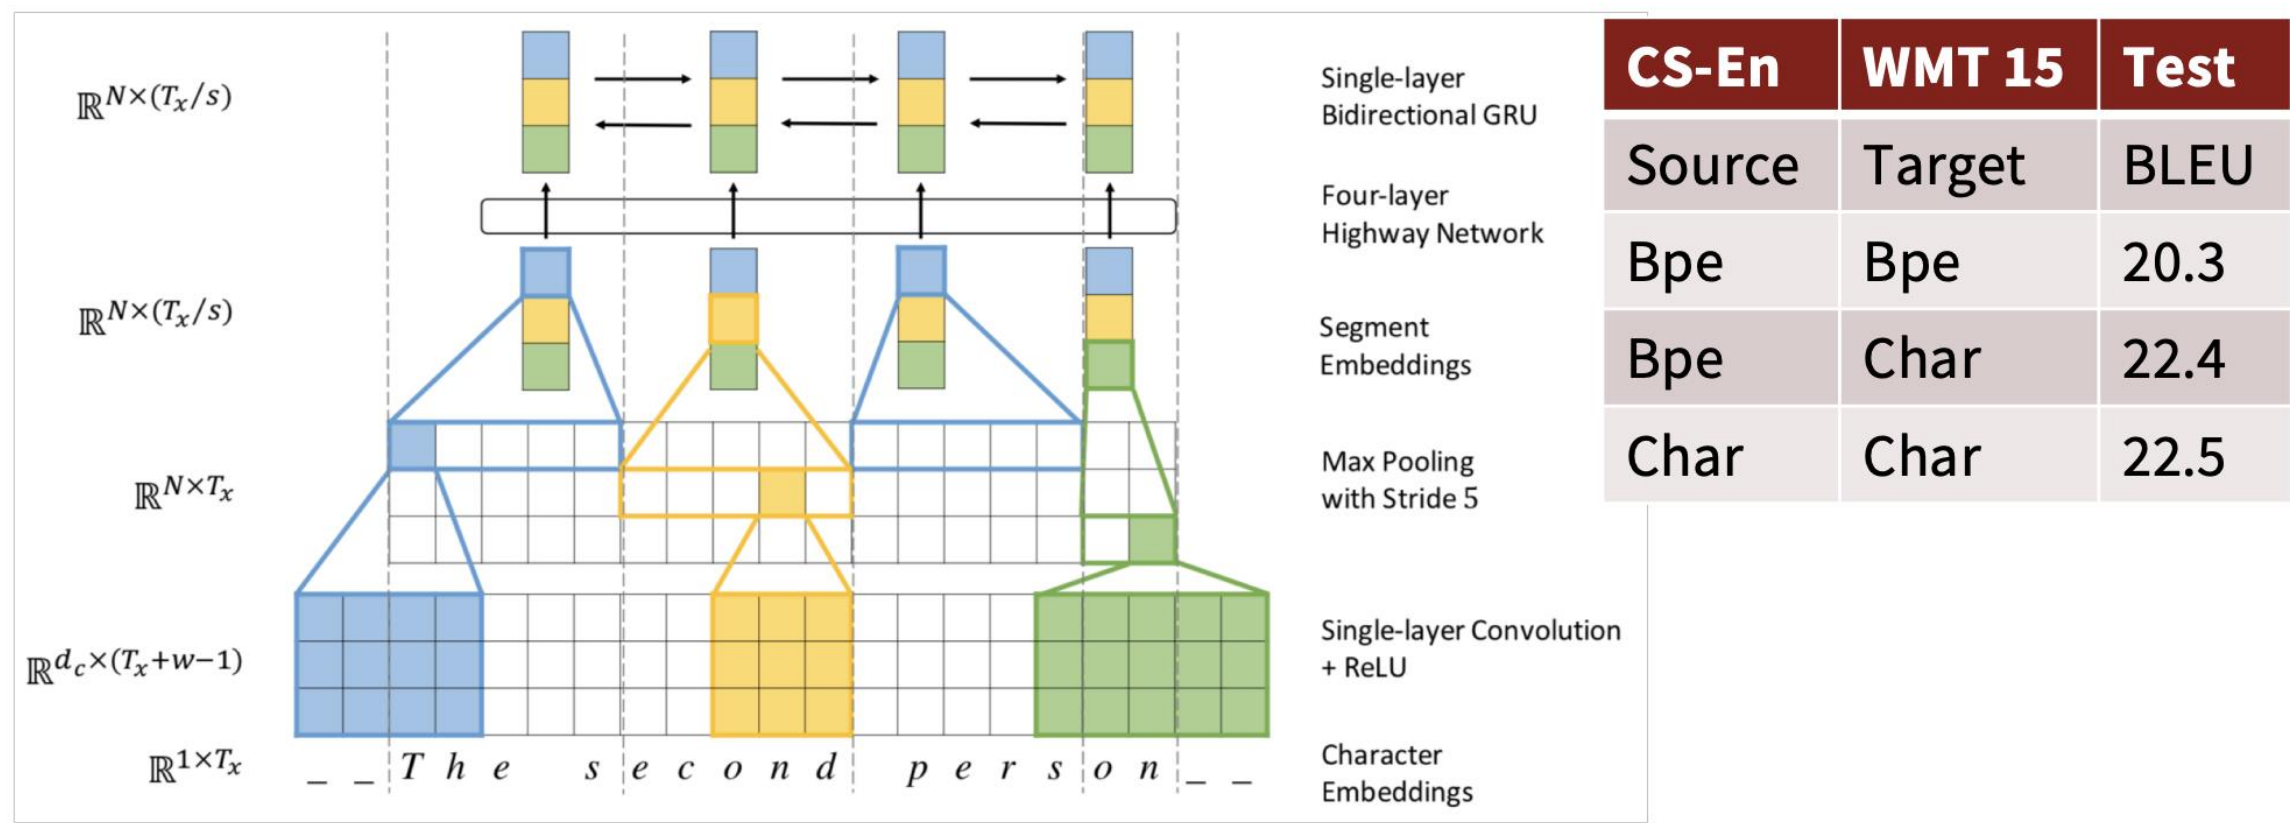 ℝ^{N×(T_x/s)}
Single-layer
Bidirectional GRU
Four-layer
Highway Network
ℝ^{N×(T_x/s)}
Segment
Embeddings
ℝ^{N×T_x}
Max Pooling
with Stride 5
ℝ^{d_c×(T_x+w−1)}
Single-layer Convolution
+ ReLU
ℝ^{1×T_x}
_ _ T h e s e c o n d p e r s o n _ _
Character
Embeddings
CS-En WMT 15 Test
Source Target BLEU
Bpe Bpe 20.3
Bpe Char 22.4
Char Char 22.5